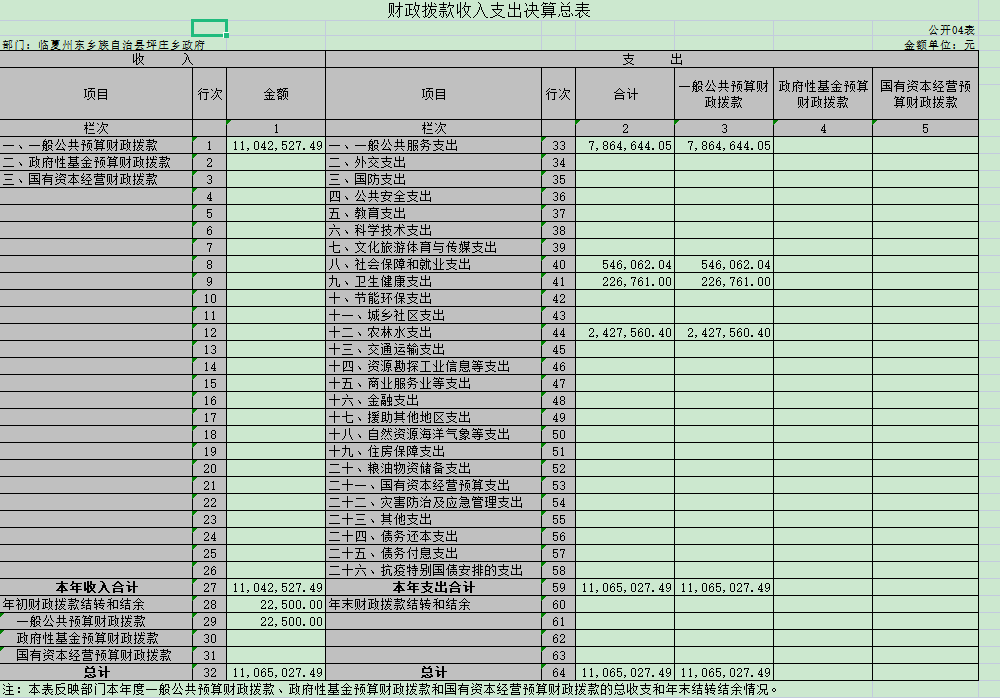 财政拨款收入支出决算总表
公开04表
部门：临夏州东乡族自治县坪庄乡政府 金额单位：元
收 入 支 出
项目 行次 金额 项目 行次 合计 一般公共预算财政拨款 政府性基金预算财政拨款 国有资本经营预算财政拨款
栏次 1 栏次 2 3 4 5
一、一般公共预算财政拨款 1 11,042,527.49 一、一般公共服务支出 33 7,864,644.05 7,864,644.05
二、政府性基金预算财政拨款 2 二、外交支出 34
三、国有资本经营财政拨款 3 三、国防支出 35
4 四、公共安全支出 36
5 五、教育支出 37
6 六、科学技术支出 38
7 七、文化旅游体育与传媒支出 39
8 八、社会保障和就业支出 40 546,062.04 546,062.04
9 九、卫生健康支出 41 226,761.00 226,761.00
10 十、节能环保支出 42
11 十一、城乡社区支出 43
12 十二、农林水支出 44 2,427,560.40 2,427,560.40
13 十三、交通运输支出 45
14 十四、资源勘探工业信息等支出 46
15 十五、商业服务业等支出 47
16 十六、金融支出 48
17 十七、援助其他地区支出 49
18 十八、自然资源海洋气象等支出 50
19 十九、住房保障支出 51
20 二十、粮油物资储备支出 52
21 二十一、国有资本经营预算支出 53
22 二十二、灾害防治及应急管理支出 54
23 二十三、其他支出 55
24 二十四、债务还本支出 56
25 二十五、债务付息支出 57
26 二十六、抗疫特别国债安排的支出 58
本年收入合计 27 11,042,527.49 本年支出合计 59 11,065,027.49 11,065,027.49
年初财政拨款结转和结余 28 22,500.00 年末财政拨款结转和结余 60
一般公共预算财政拨款 29 22,500.00 61
政府性基金预算财政拨款 30 62
国有资本经营预算财政拨款 31 63
总计 32 11,065,027.49 总计 64 11,065,027.49 11,065,027.49
注：本表反映部门本年度一般公共预算财政拨款、政府性基金预算财政拨款和国有资本经营预算财政拨款的总收支和年末结转结余情况。